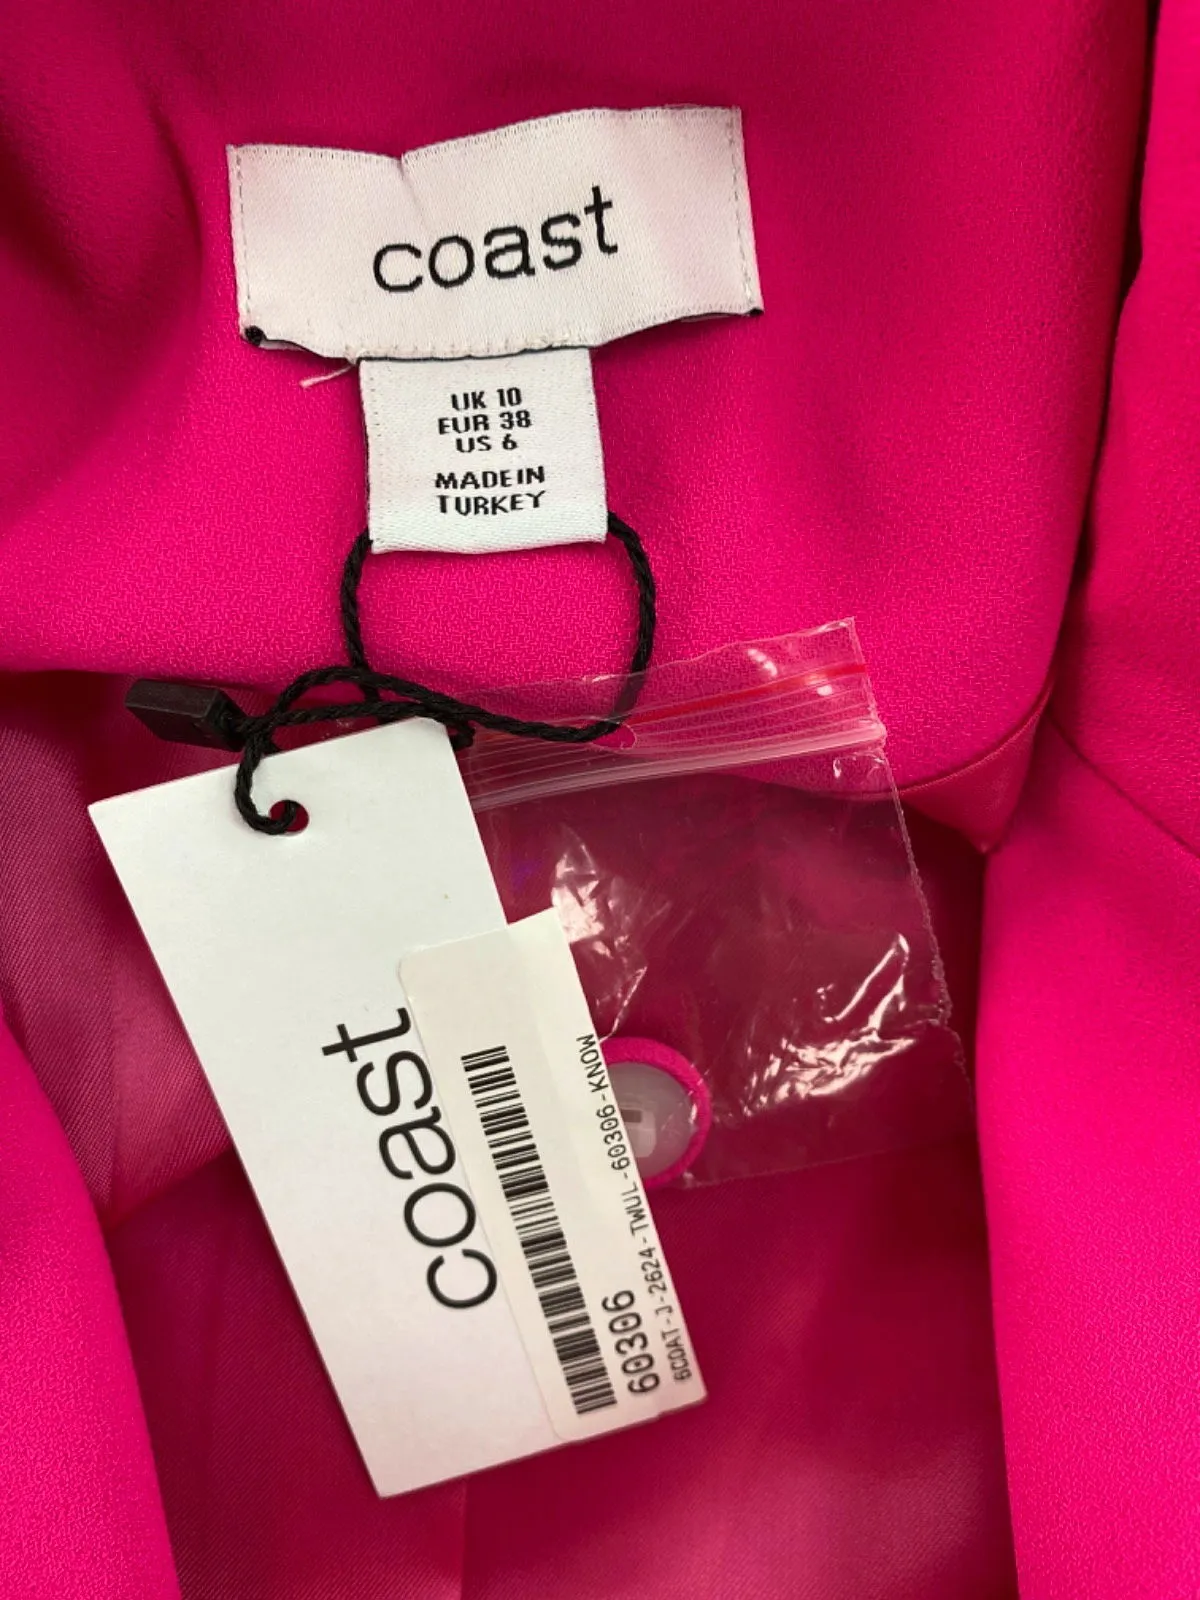 coast
UK 10
EUR 38
US 6
MADE IN
TURKEY
coast
60306
6COAT-J-2624-TWUL-60306-KNOW